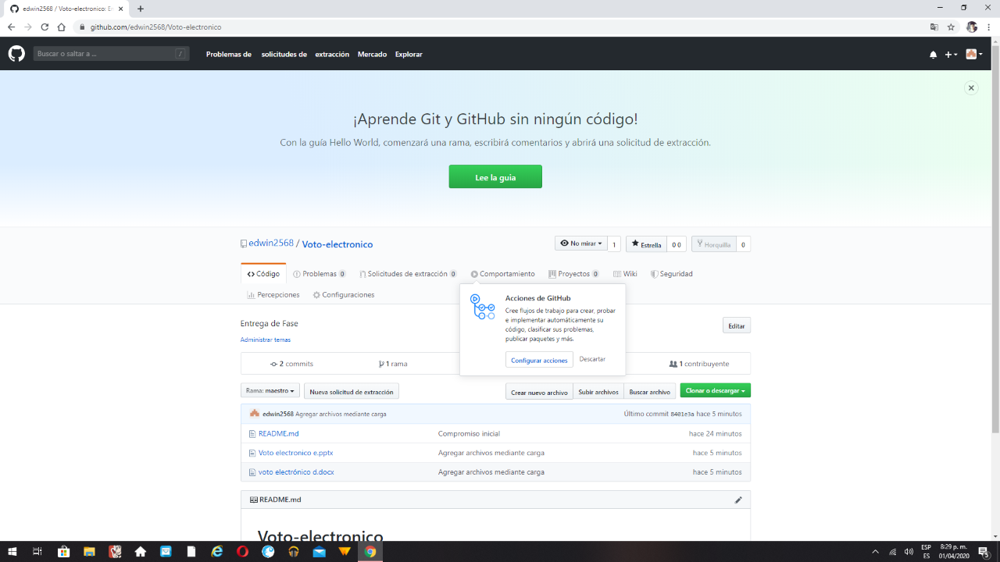 edwin2568 / Voto-electronico: En
github.com/edwin2568/Voto-electronico
Buscar o saltar a ...
/
Problemas de solicitudes de extracción Mercado Explorar
¡Aprende Git y GitHub sin ningún código!
Con la guía Hello World, comenzará una rama, escribirá comentarios y abrirá una solicitud de extracción.
Lee la guia
edwin2568 / Voto-electronico
No mirar 1 Estrella 0 0 Horquilla 0
Código Problemas 0 Solicitudes de extracción 0 Comportamiento Proyectos 0 Wiki Seguridad
Percepciones Configuraciones
Acciones de GitHub
Cree flujos de trabajo para crear, probar
e implementar automáticamente su
código, clasificar sus problemas,
publicar paquetes y más.
Configurar acciones Descartar
Entrega de Fase
Editar
Administrar temas
2 commits 1 rama 1 contribuyente
Rama: maestro Nueva solicitud de extracción Crear nuevo archivo Subir archivos Buscar archivo Clonar o descargar
edwin2568 Agregar archivos mediante carga Último commit 8401e3a hace 5 minutos
README.md Compromiso inicial hace 24 minutos
Voto electronico e.pptx Agregar archivos mediante carga hace 5 minutos
voto electrónico d.docx Agregar archivos mediante carga hace 5 minutos
README.md
Voto-electronico
ESP
ES
8:29 p. m.
01/04/2020
5